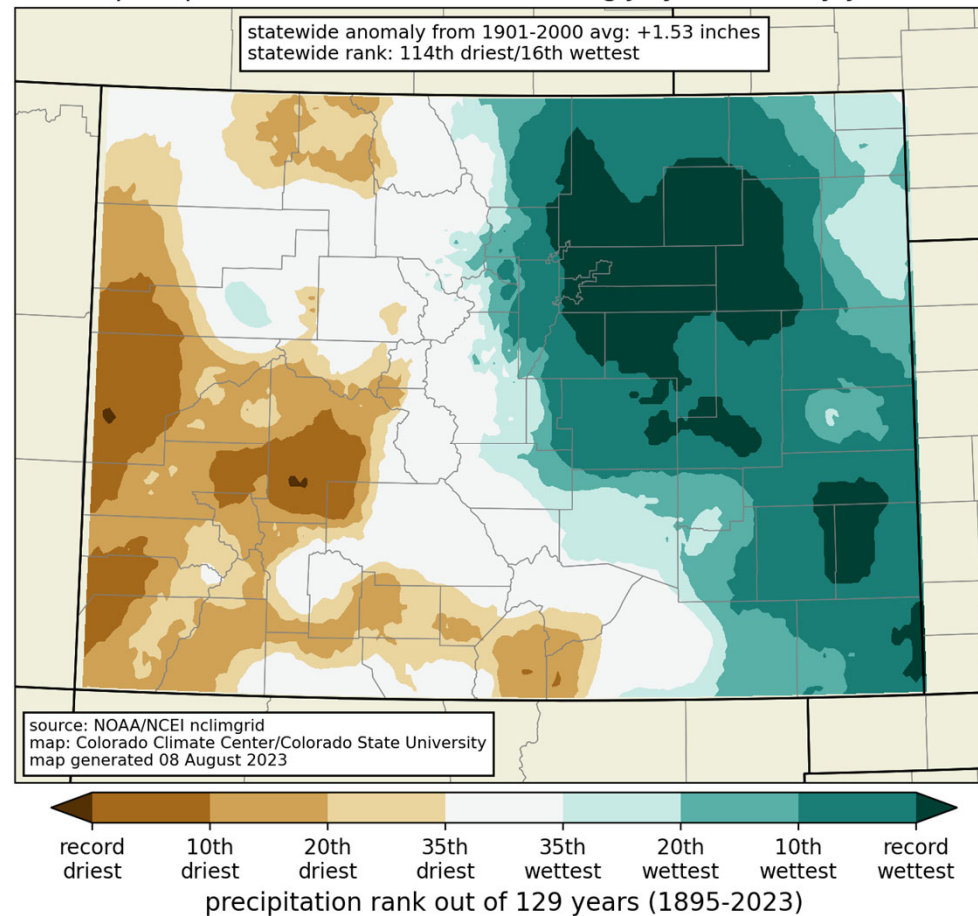 statewide anomaly from 1901-2000 avg: +1.53 inches
statewide rank: 114th driest/16th wettest
source: NOAA/NCEI nclimgrid
map: Colorado Climate Center/Colorado State University
map generated 08 August 2023
record driest
10th driest
20th driest
35th driest
35th wettest
20th wettest
10th wettest
record wettest
precipitation rank out of 129 years (1895-2023)